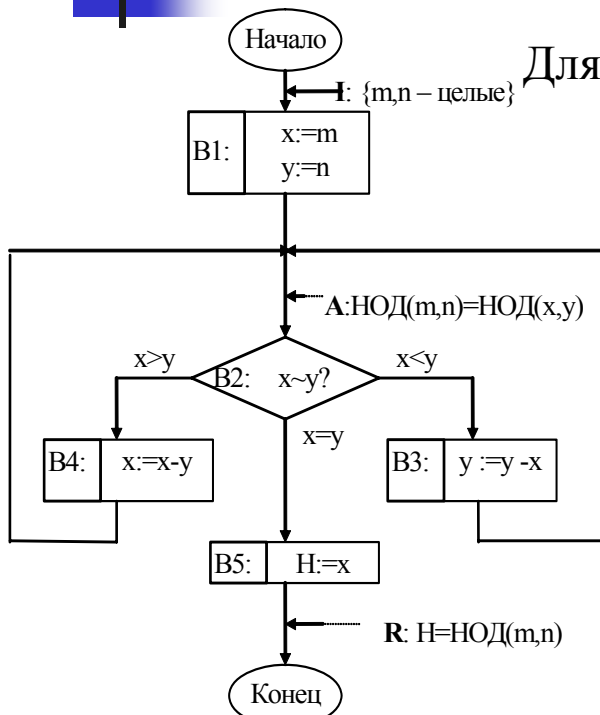 Начало
Для
I: {m,n – целые}
B1:
x:=m
y:=n
A:НОД(m,n)=НОД(x,y)
x>y
x<y
B2: x~y?
x=y
B4: x:=x-y
B3: y :=y -x
B5: H:=x
R: H=НОД(m,n)
Конец